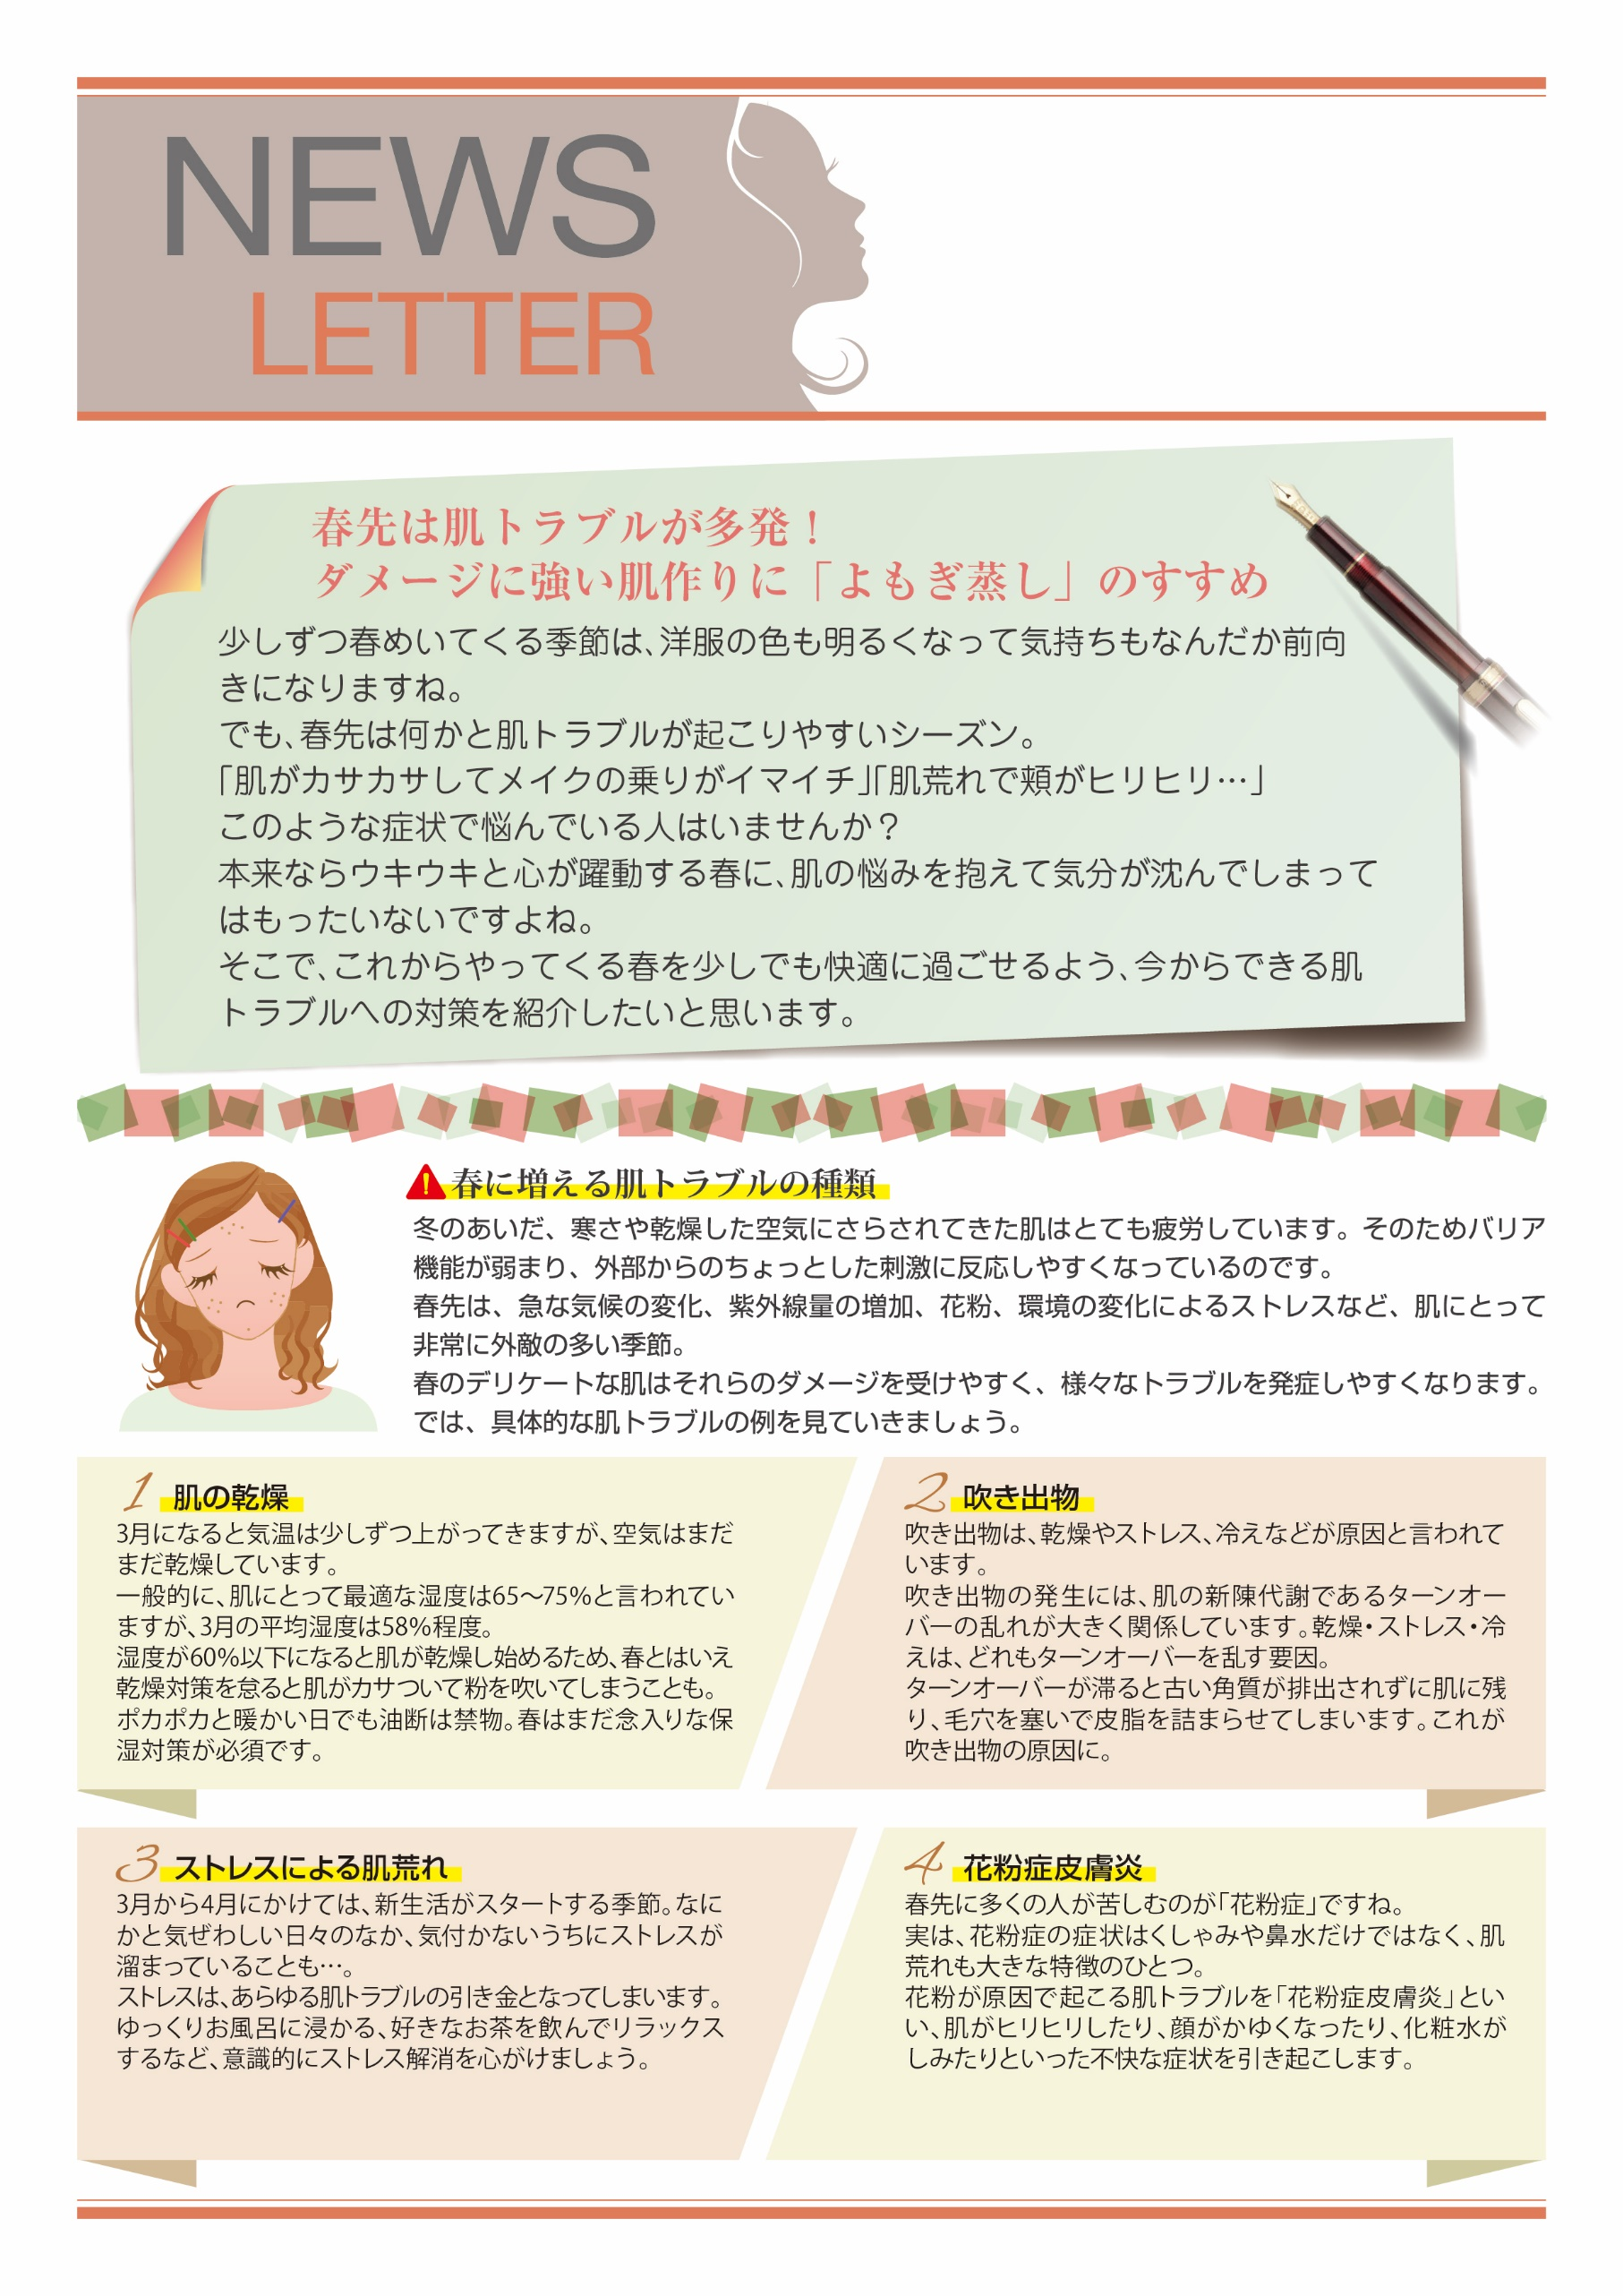 NEWS
LETTER
春先は肌トラブルが多発！
ダメージに強い肌作りに「よもぎ蒸し」のすすめ
少しずつ春めいてくる季節は、洋服の色も明るくなって気持ちもなんだか前向
きになりますね。
でも、春先は何かと肌トラブルが起こりやすいシーズン。
「肌がカサカサしてメイクの乗りがイマイチ」「肌荒れで頬がヒリヒリ…」
このような症状で悩んでいる人はいませんか？
本来ならウキウキと心が躍動する春に、肌の悩みを抱えて気分が沈んでしまって
はもったいないですよね。
そこで、これからやってくる春を少しでも快適に過ごせるよう、今からできる肌
トラブルへの対策を紹介したいと思います。
春に増える肌トラブルの種類
冬のあいだ、寒さや乾燥した空気にさらされてきた肌はとても疲労しています。そのためバリア
機能が弱まり、外部からのちょっとした刺激に反応しやすくなっているのです。
春先は、急な気候の変化、紫外線量の増加、花粉、環境の変化によるストレスなど、肌にとって
非常に外敵の多い季節。
春のデリケートな肌はそれらのダメージを受けやすく、様々なトラブルを発症しやすくなります。
では、具体的な肌トラブルの例を見ていきましょう。
1 肌の乾燥
3月になると気温は少しずつ上がってきますが、空気はまだ
まだ乾燥しています。
一般的に、肌にとって最適な湿度は65～75%と言われてい
ますが、3月の平均湿度は58%程度。
湿度が60%以下になると肌が乾燥し始めるため、春とはいえ
乾燥対策を怠ると肌がカサついて粉を吹いてしまうことも。
ポカポカと暖かい日でも油断は禁物。春はまだ念入りな保
湿対策が必須です。
2 吹き出物
吹き出物は、乾燥やストレス、冷えなどが原因と言われて
います。
吹き出物の発生には、肌の新陳代謝であるターンオー
バーの乱れが大きく関係しています。乾燥・ストレス・冷
えは、どれもターンオーバーを乱す要因。
ターンオーバーが滞ると古い角質が排出されずに肌に残
り、毛穴を塞いで皮脂を詰まらせてしまいます。これが
吹き出物の原因に。
3 ストレスによる肌荒れ
3月から4月にかけては、新生活がスタートする季節。なに
かと気ぜわしい日々のなか、気付かないうちにストレスが
溜まっていることも…。
ストレスは、あらゆる肌トラブルの引き金となってしまいます。
ゆっくりお風呂に浸かる、好きなお茶を飲んでリラックス
するなど、意識的にストレス解消を心がけましょう。
4 花粉症皮膚炎
春先に多くの人が苦しむのが「花粉症」ですね。
実は、花粉症の症状はくしゃみや鼻水だけではなく、肌
荒れも大きな特徴のひとつ。
花粉が原因で起こる肌トラブルを「花粉症皮膚炎」とい
い、肌がヒリヒリしたり、顔がかゆくなったり、化粧水が
しみたりといった不快な症状を引き起こします。